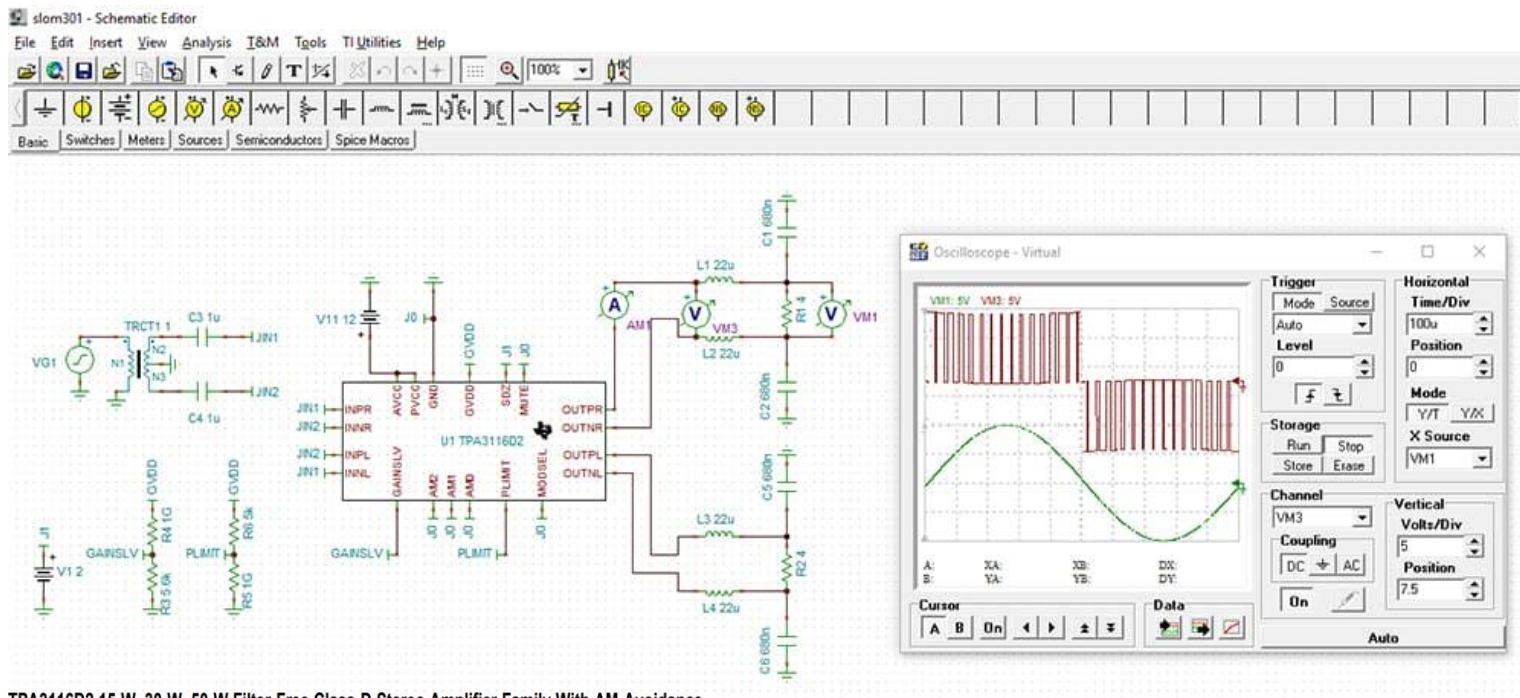 slom301 - Schematic Editor
File Edit Insert View Analysis T&M Tools TI Utilities Help
100%
Basic Switches Meters Sources Semiconductors Spice Macros
C1 680n
L1 22u
R1 4
VM1
A
AM1
V
VM3
V
L2 22u
C2 680n
TRCT1 1
C3 1u
JIN1
VG1
N1
N2
N3
C4 1u
JIN2
V11 12
J0
GVDD
J1
J0
AVCC
PVCC
GND
GVDD
SDZ
MUTE
JIN1 INPR
JIN2 INNR
JIN2 INPL
JIN1 INNL
U1 TPA3116D2
OUTPR
OUTNR
OUTPL
OUTNL
GAINSLV
AM2
AM1
AM0
PLIMIT
MODSEL
GAINSLV
J0
J0
J0
PLIMIT
J0
C5 680n
L3 22u
R2 4
L4 22u
C6 680n
J1
V1 2
GVDD
R4 1G
GAINSLV
R3 5.6k
GVDD
R6 5k
PLIMIT
R5 1G
Oscilloscope - Virtual
VM1: 5V VM3: 5V
A: XA: XB: DX:
B: YA: YB: DY:
Cursor
A B On
Data
Trigger
Mode Source
Auto
Level
0
Storage
Run Stop
Store Erase
Channel
VM3
Coupling
DC AC
On
Horizontal
Time/Div
100u
Position
0
Mode
Y/T Y/X
X Source
VM1
Vertical
Volts/Div
5
Position
7.5
Auto
TPA3116D2 15-W, 30-W, 50-W Filter-Free Class-D Stereo Amplifier Family With AM Avoidance